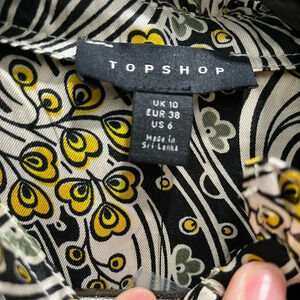 TOPSHOP
UK 10
EUR 38
US 6
Made in
Sri Lanka